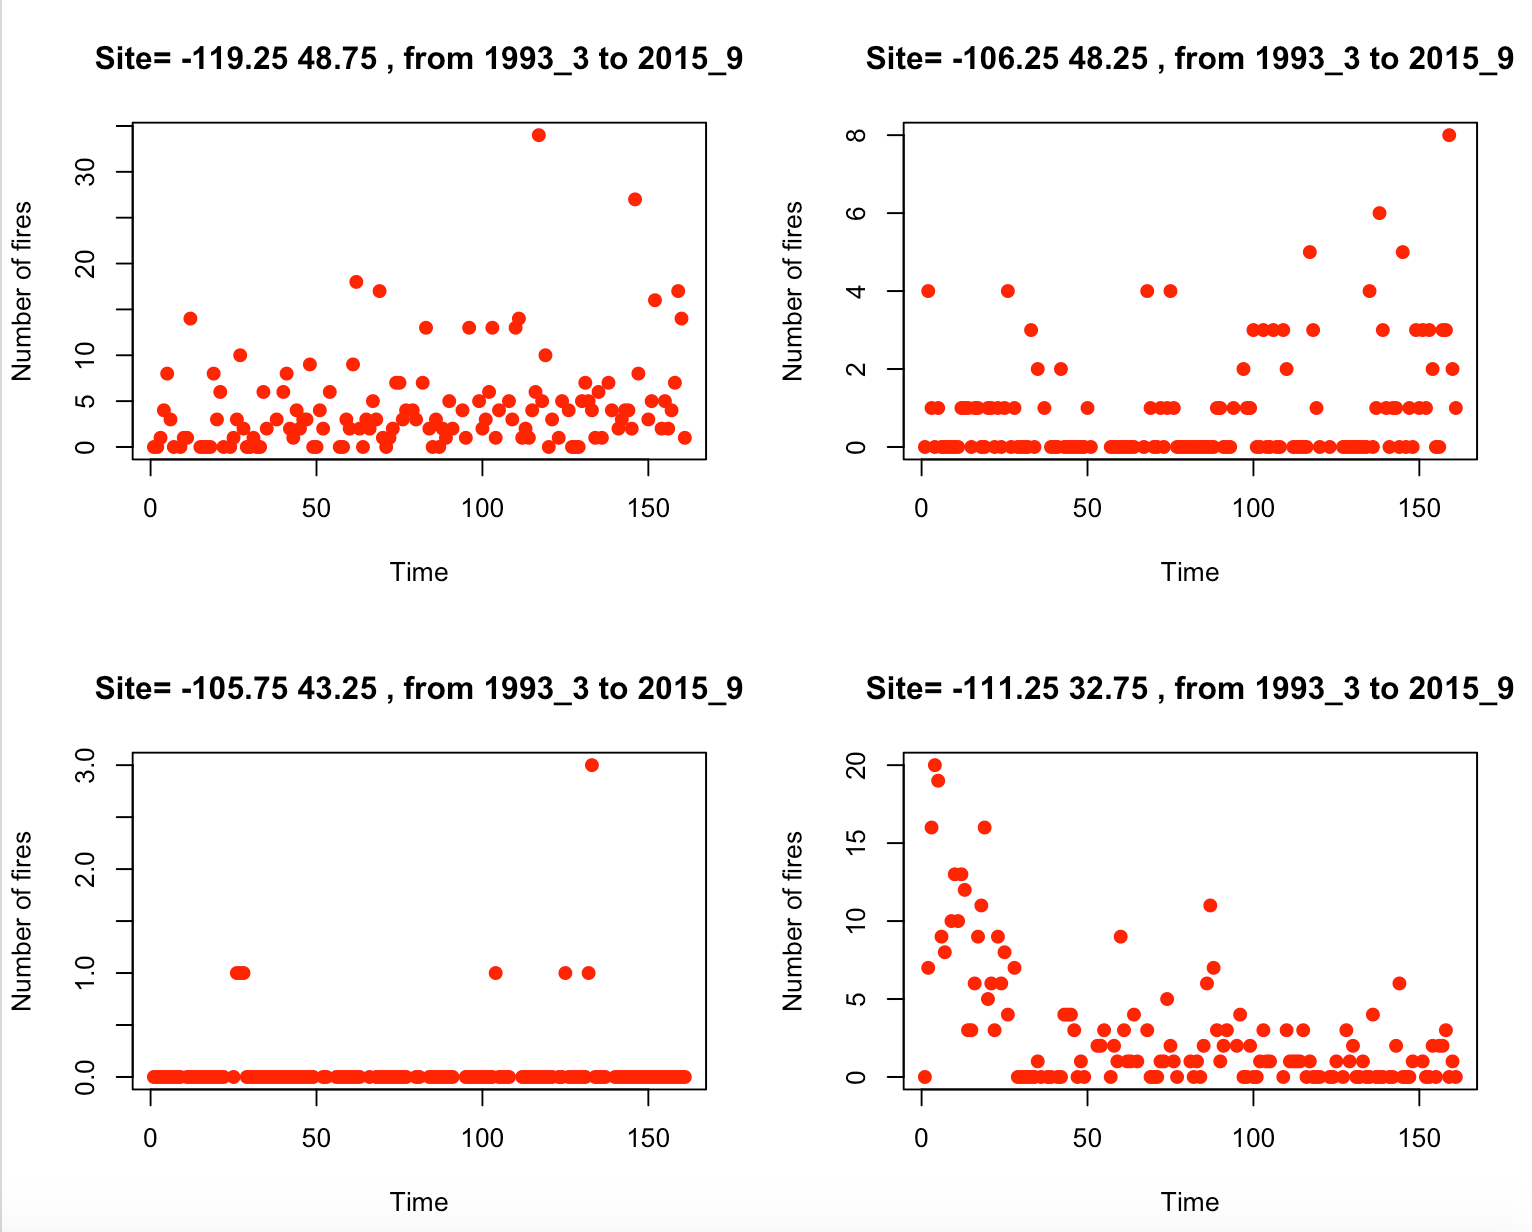 Site= -119.25 48.75 , from 1993_3 to 2015_9
Number of fires
30
20
10
5
0
0 50 100 150
Time
Site= -106.25 48.25 , from 1993_3 to 2015_9
Number of fires
8
6
4
2
0
0 50 100 150
Time
Site= -105.75 43.25 , from 1993_3 to 2015_9
Number of fires
3.0
2.0
1.0
0.0
0 50 100 150
Time
Site= -111.25 32.75 , from 1993_3 to 2015_9
Number of fires
20
15
10
5
0
0 50 100 150
Time